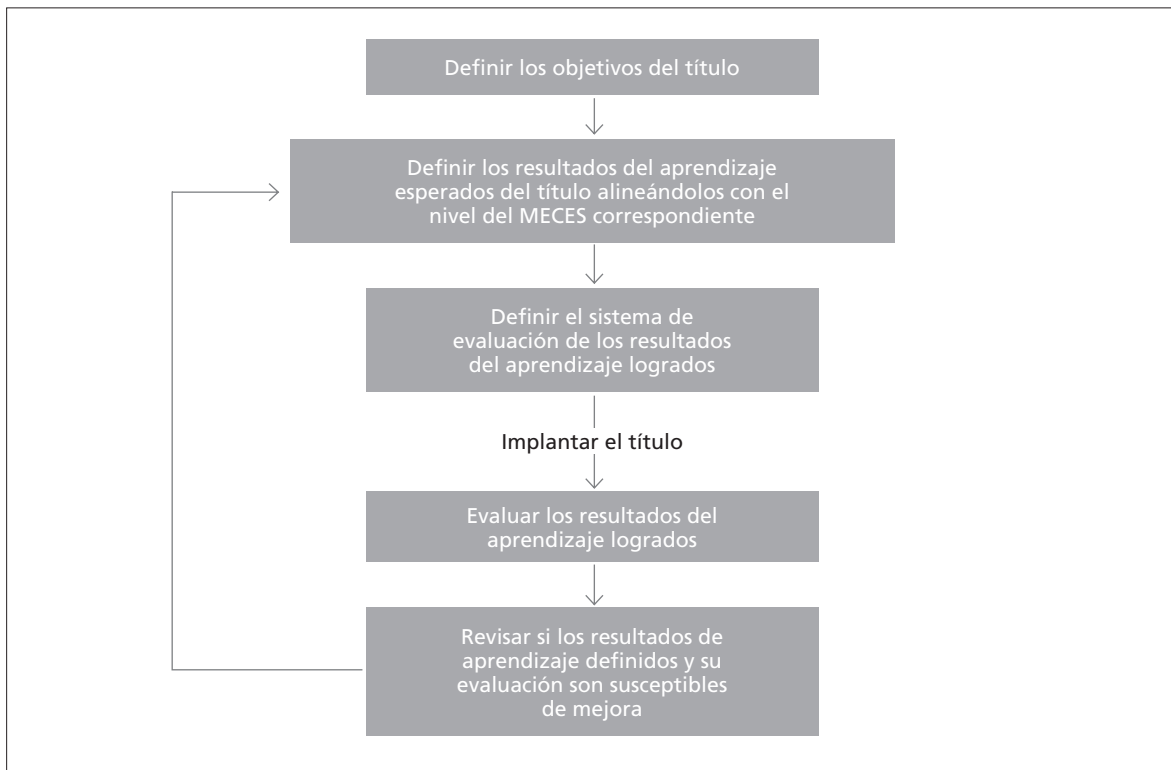 Definir los objetivos del título
Definir los resultados del aprendizaje
esperados del título alineándolos con el
nivel del MECES correspondiente
Definir el sistema de
evaluación de los resultados
del aprendizaje logrados
Implantar el título
Evaluar los resultados del
aprendizaje logrados
Revisar si los resultados de
aprendizaje definidos y su
evaluación son susceptibles
de mejora